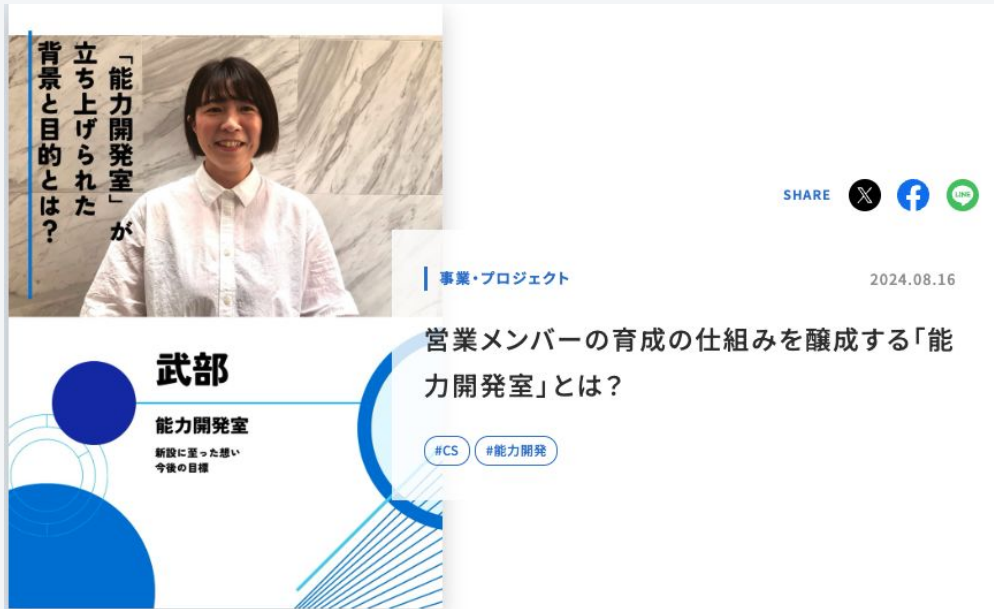 「能力開発室」が
立ち上げられた
背景と目的とは？
武部
能力開発室
新設に至った想い
今後の目標
SHARE
LINE
事業・プロジェクト
2024.08.16
営業メンバーの育成の仕組みを醸成する「能
力開発室」とは？
#CS #能力開発